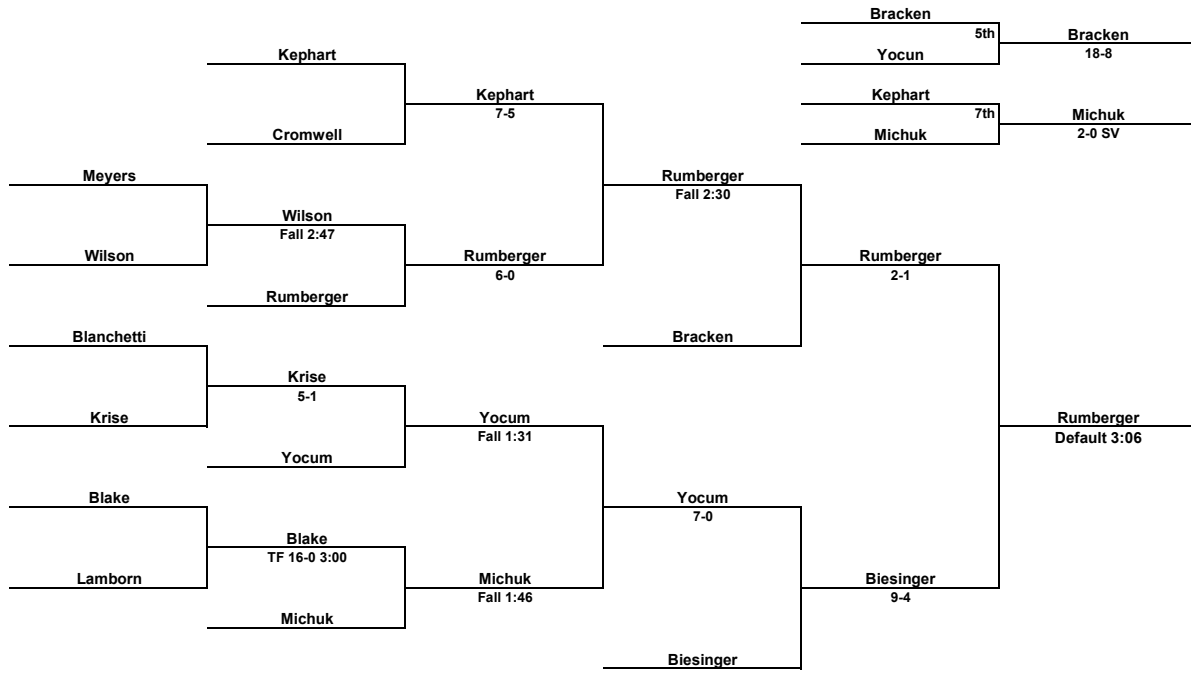 Bracken
5th
Bracken
Kephart
Yocun
18-8
Kephart
Kephart
7-5
7th
Michuk
Cromwell
Michuk
2-0 SV
Meyers
Rumberger
Fall 2:30
Wilson
Fall 2:47
Wilson
Rumberger
6-0
Rumberger
2-1
Rumberger
Blanchetti
Bracken
Krise
5-1
Krise
Yocum
Fall 1:31
Rumberger
Default 3:06
Yocum
Blake
Yocum
7-0
Blake
TF 16-0 3:00
Lamborn
Michuk
Fall 1:46
Biesinger
9-4
Michuk
Biesinger